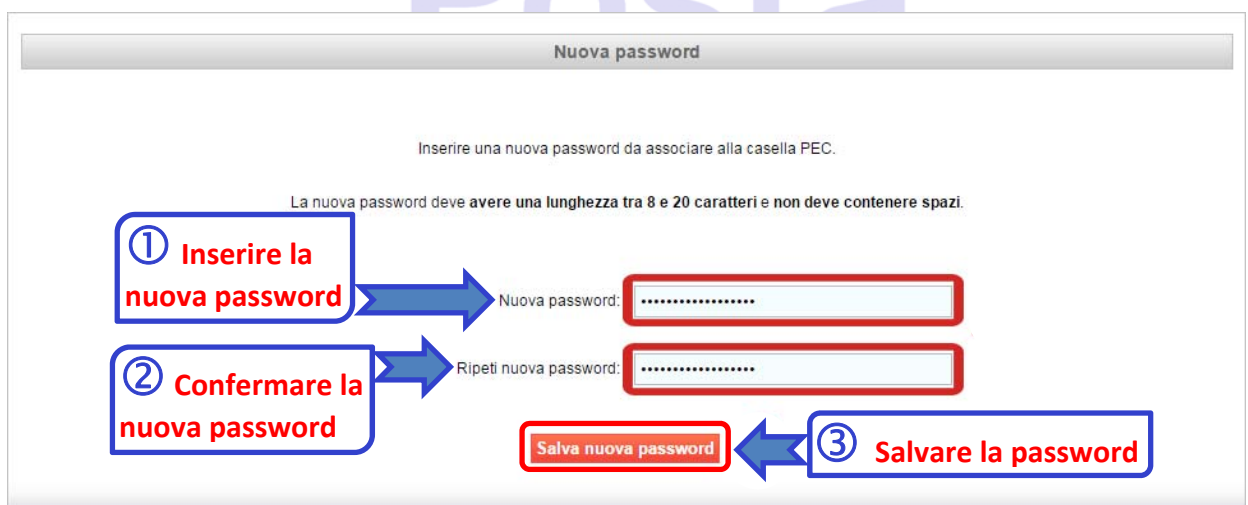 Nuova password
Inserire una nuova password da associare alla casella PEC.
La nuova password deve avere una lunghezza tra 8 e 20 caratteri e non deve contenere spazi.
① Inserire la
nuova password
Nuova password: ••••••••••••••••••
② Confermare la
nuova password
Ripeti nuova password: ••••••••••••••••••
Salva nuova password
③ Salvare la password